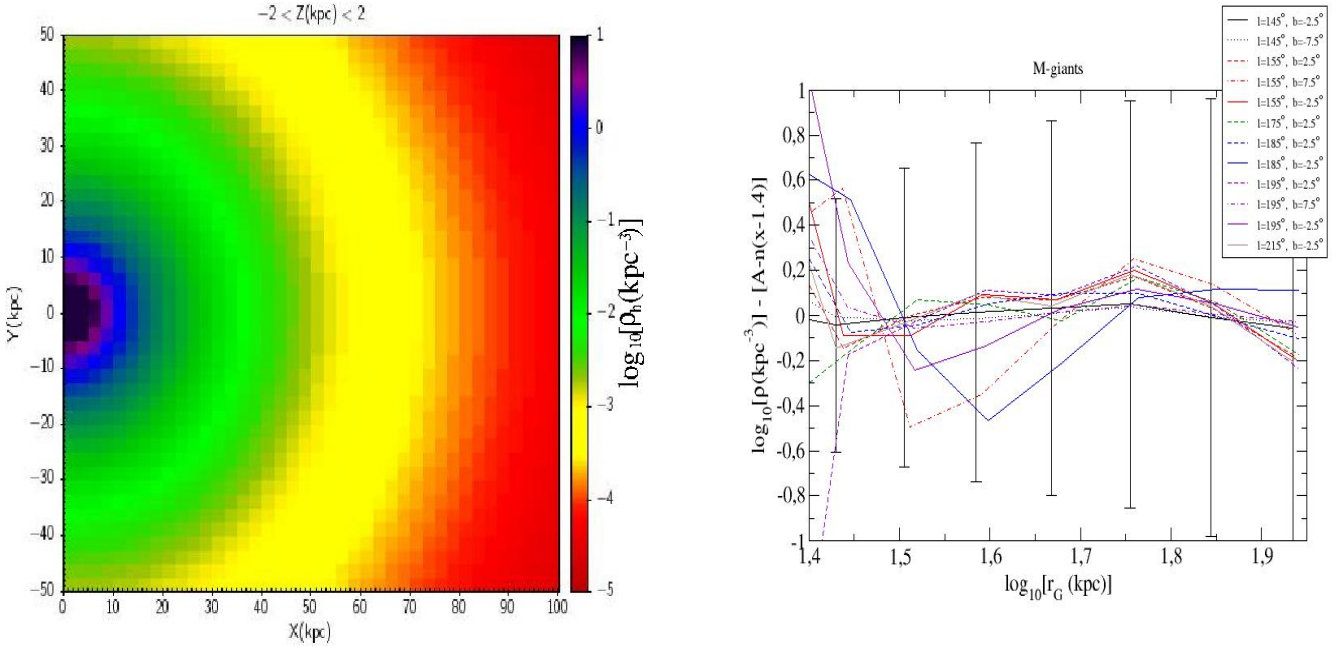 −2 < Z(kpc) < 2
50
40
30
20
10
0
−10
−20
−30
−40
−50
Y(kpc)
0 10 20 30 40 50 60 70 80 90 100
X(kpc)
1
0
−1
−2
−3
−4
−5
log₁₀[ρₕ(kpc⁻³)]
M-giants
1
0,8
0,6
0,4
0,2
0
-0,2
-0,4
-0,6
-0,8
-1
log₁₀[ρ(kpc⁻³)] - [A-n(x-1.4)]
1,4 1,5 1,6 1,7 1,8 1,9
log₁₀[r_G (kpc)]
l=145°, b=-2.5°
l=145°, b=-7.5°
l=155°, b=2.5°
l=155°, b=7.5°
l=155°, b=-2.5°
l=175°, b=2.5°
l=185°, b=2.5°
l=185°, b=-2.5°
l=195°, b=2.5°
l=195°, b=7.5°
l=195°, b=-2.5°
l=215°, b=-2.5°